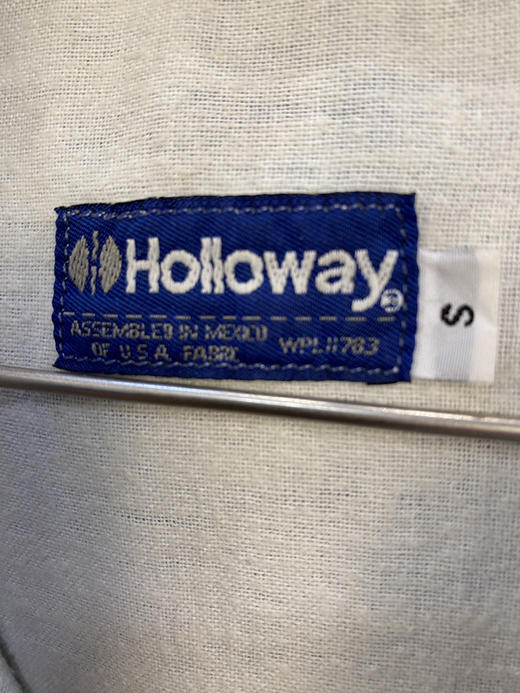 Holloway®
ASSEMBLED IN MEXICO
OF U.S.A. FABRIC WPL11783
S